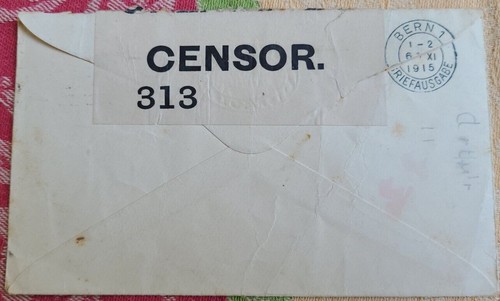 CENSOR.
313
BERN 1
1-2
6. XI
1915
BRIEFAUSGABE